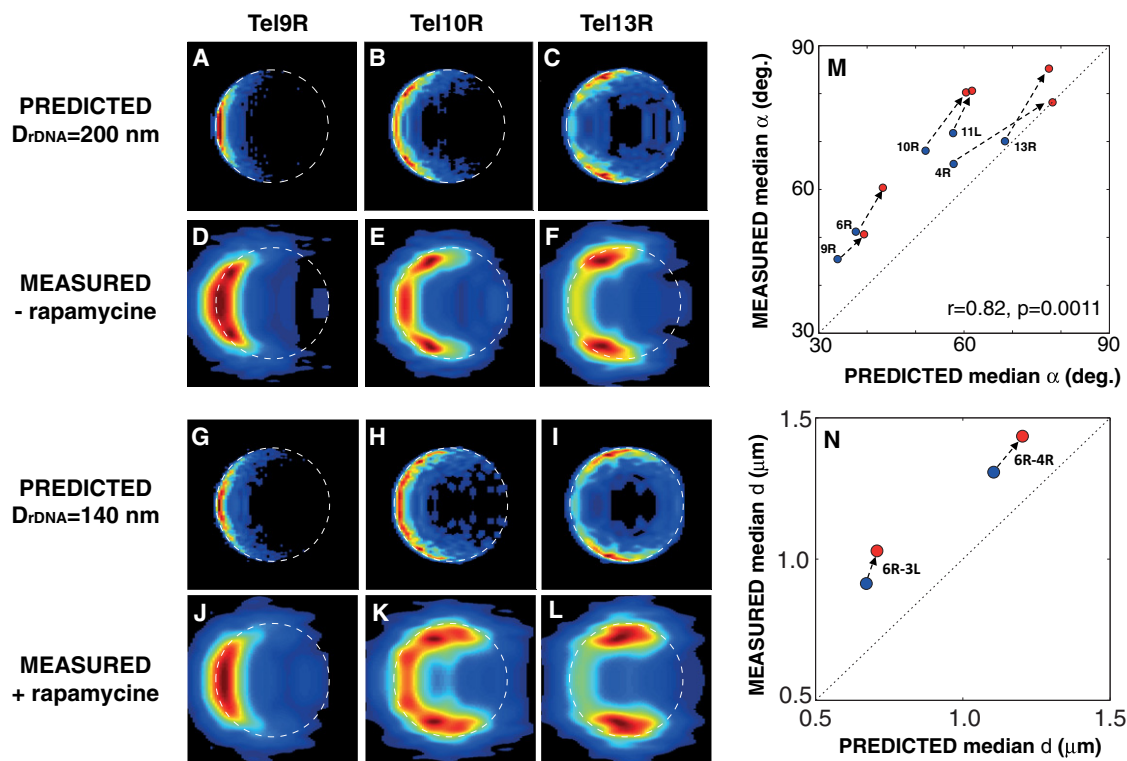 Tel9R Tel10R Tel13R
PREDICTED
DrDNA=200 nm
A B C
MEASURED
- rapamycine
D E F
PREDICTED
DrDNA=140 nm
G H I
MEASURED
+ rapamycine
J K L
M
MEASURED median α (deg.)
90
60
30
10R
11L
4R
13R
6R
9R
r=0.82, p=0.0011
30 60 90
PREDICTED median α (deg.)
N
MEASURED median d (μm)
1.5
1.0
0.5
6R-4R
6R-3L
0.5 1.0 1.5
PREDICTED median d (μm)